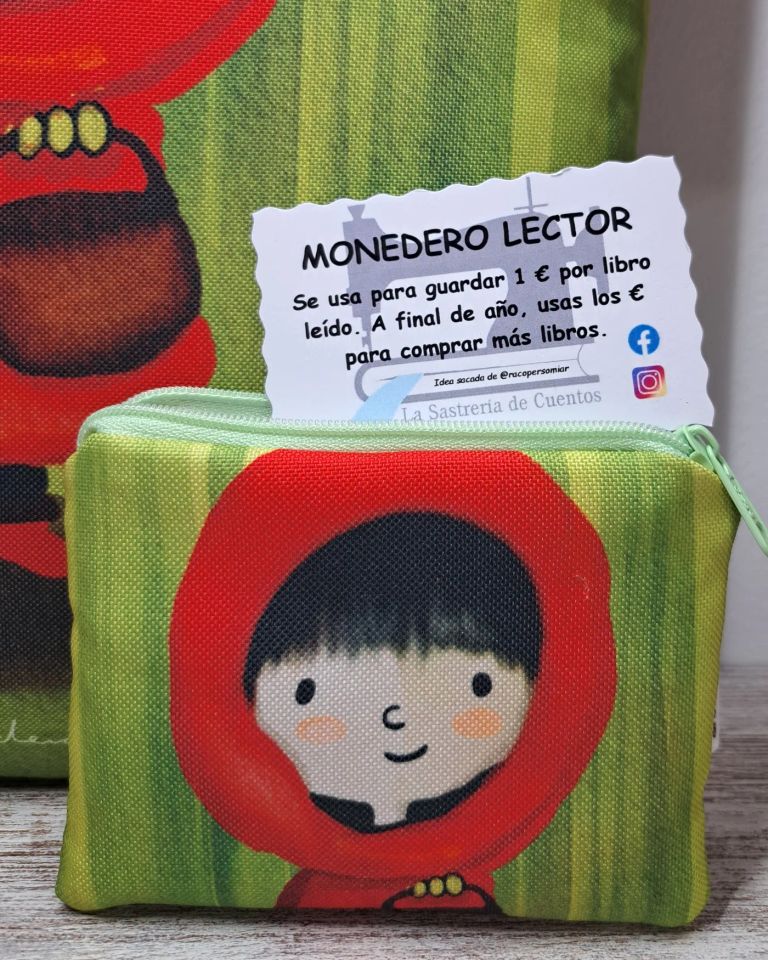 MONEDERO LECTOR
Se usa para guardar 1 € por libro
leído. A final de año, usas los €
para comprar más libros.
Idea sacada de @racopersomiar
La Sastrería de Cuentos